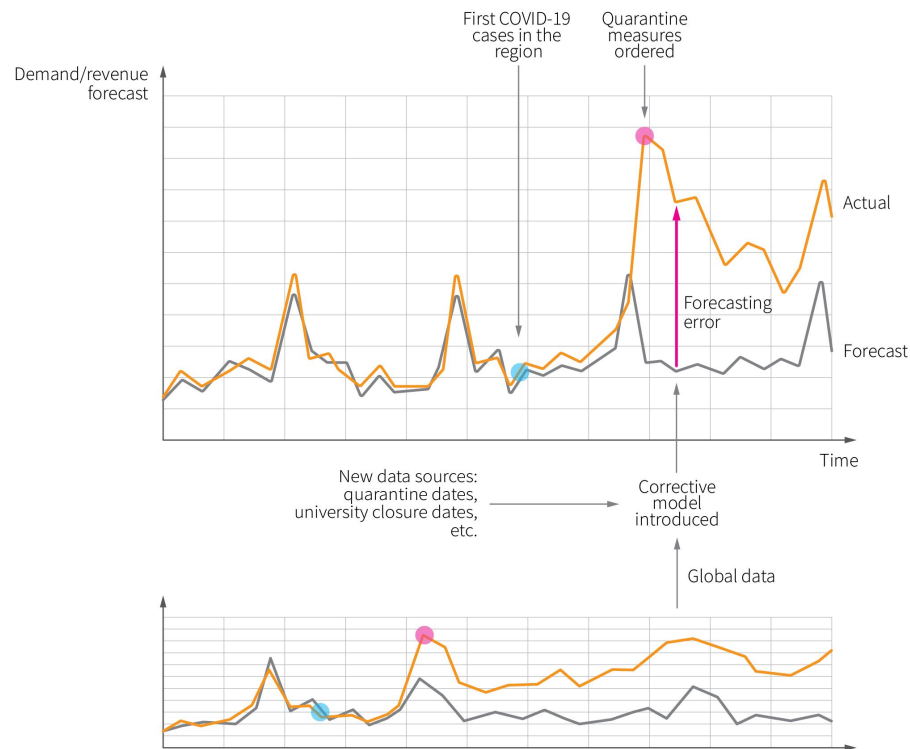 First COVID-19
cases in the
region
Quarantine
measures
ordered
Demand/revenue
forecast
Actual
Forecasting
error
Forecast
Time
New data sources:
quarantine dates,
university closure dates,
etc.
Corrective
model
introduced
Global data